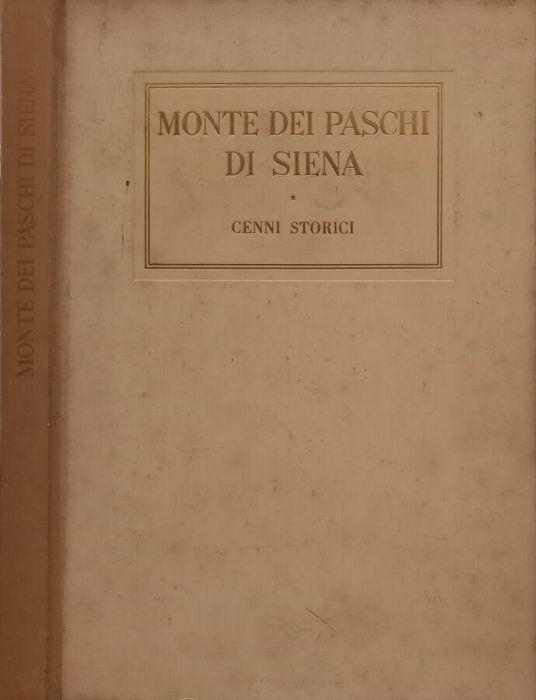 MONTE DEI PASCHI DI SIENA.
MONTE DEI PASCHI
DI SIENA
*
CENNI STORICI